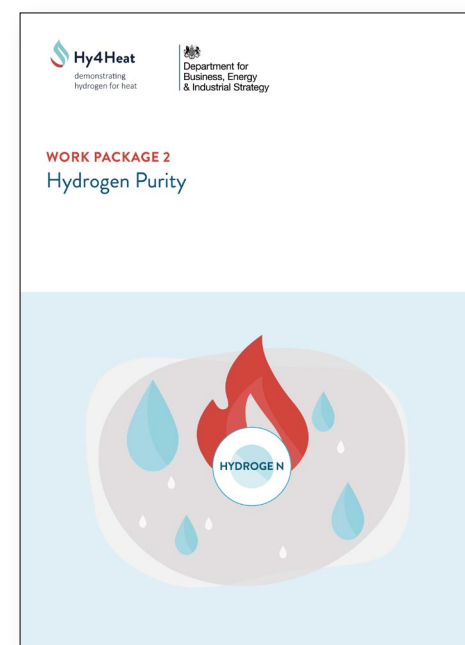 Hy4Heat
demonstrating
hydrogen for heat
Department for
Business, Energy
& Industrial Strategy
WORK PACKAGE 2
Hydrogen Purity
HYDROGE N